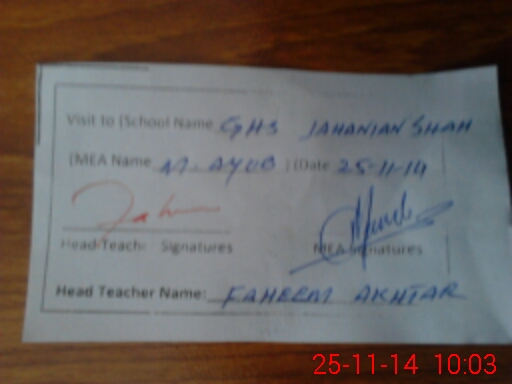 Visit to (School Name GHS JAHANIAN SHAH
(MEA Name M. AYUB ) (Date 25-11-14
Head Teach Signatures MEA Signatures
Head Teacher Name: FAHEEM AKHTAR
25-11-14 10:03